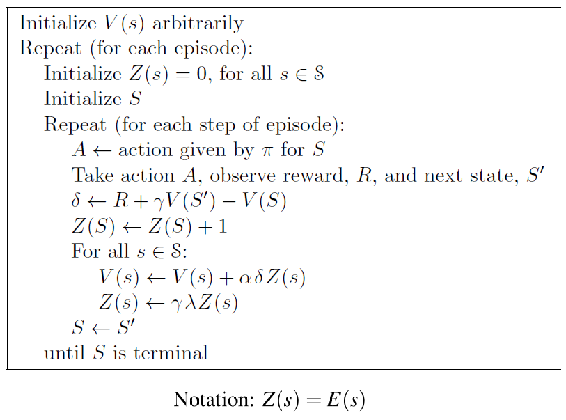 Initialize V(s) arbitrarily
Repeat (for each episode):
Initialize Z(s) = 0, for all s ∈ 𝒮
Initialize S
Repeat (for each step of episode):
A ← action given by π for S
Take action A, observe reward, R, and next state, S′
δ ← R + γV(S′) − V(S)
Z(S) ← Z(S) + 1
For all s ∈ 𝒮:
V(s) ← V(s) + αδZ(s)
Z(s) ← γλZ(s)
S ← S′
until S is terminal
Notation: Z(s) = E(s)